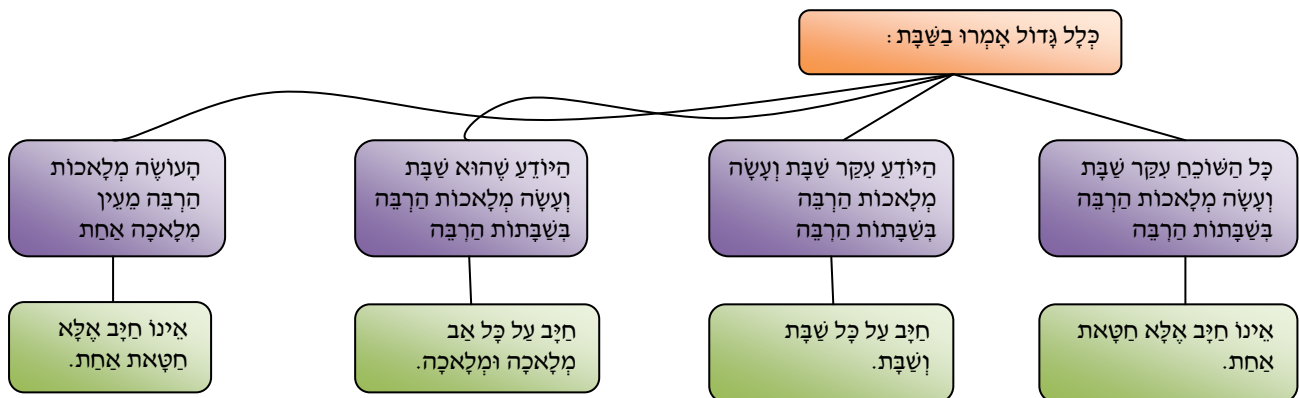 כְּלָל גָּדוֹל אָמְרוּ בַשַּׁבָּת :
כָּל הַשּׁוֹכֵחַ עִקַּר שַׁבָּת
וְעָשָׂה מְלָאכוֹת הַרְבֵּה
בְּשַׁבָּתוֹת הַרְבֵּה
הַיּוֹדֵעַ עִקַּר שַׁבָּת וְעָשָׂה
מְלָאכוֹת הַרְבֵּה
בְּשַׁבָּתוֹת הַרְבֵּה
הַיּוֹדֵעַ שֶׁהוּא שַׁבָּת
וְעָשָׂה מְלָאכוֹת הַרְבֵּה
בְּשַׁבָּתוֹת הַרְבֵּה
הָעוֹשֶׂה מְלָאכוֹת
הַרְבֵּה מֵעֵין
מְלָאכָה אַחַת
אֵינוֹ חַיָּב אֶלָּא חַטָּאת
אַחַת.
חַיָּב עַל כָּל שַׁבָּת
וְשַׁבָּת.
חַיָּב עַל כָּל אַב
מְלָאכָה וּמְלָאכָה.
אֵינוֹ חַיָּב אֶלָּא
חַטָּאת אַחַת.